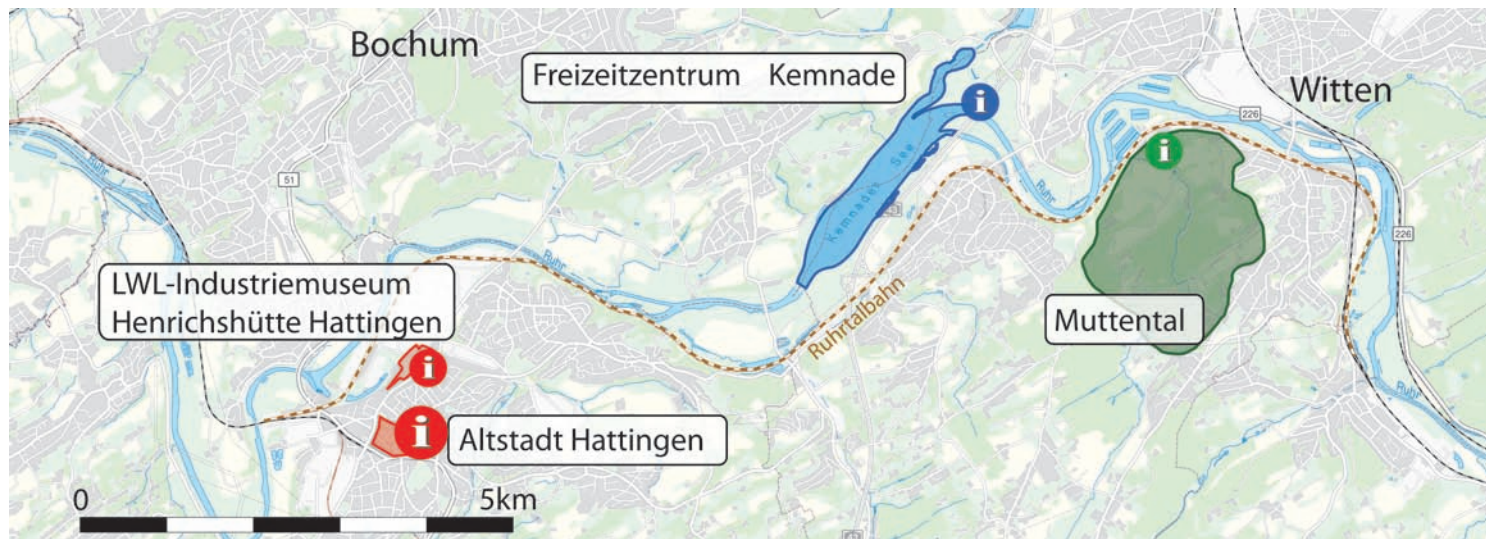 Bochum
Freizeitzentrum Kemnade
i
Witten
226
i
Ruhr
51
Ruhr
Kemnader See
Ruhr
226
LWL-Industriemuseum
Henrichshütte Hattingen
Muttental
Ruhrtalbahn
i
i
Altstadt Hattingen
Ruhr
0
5km